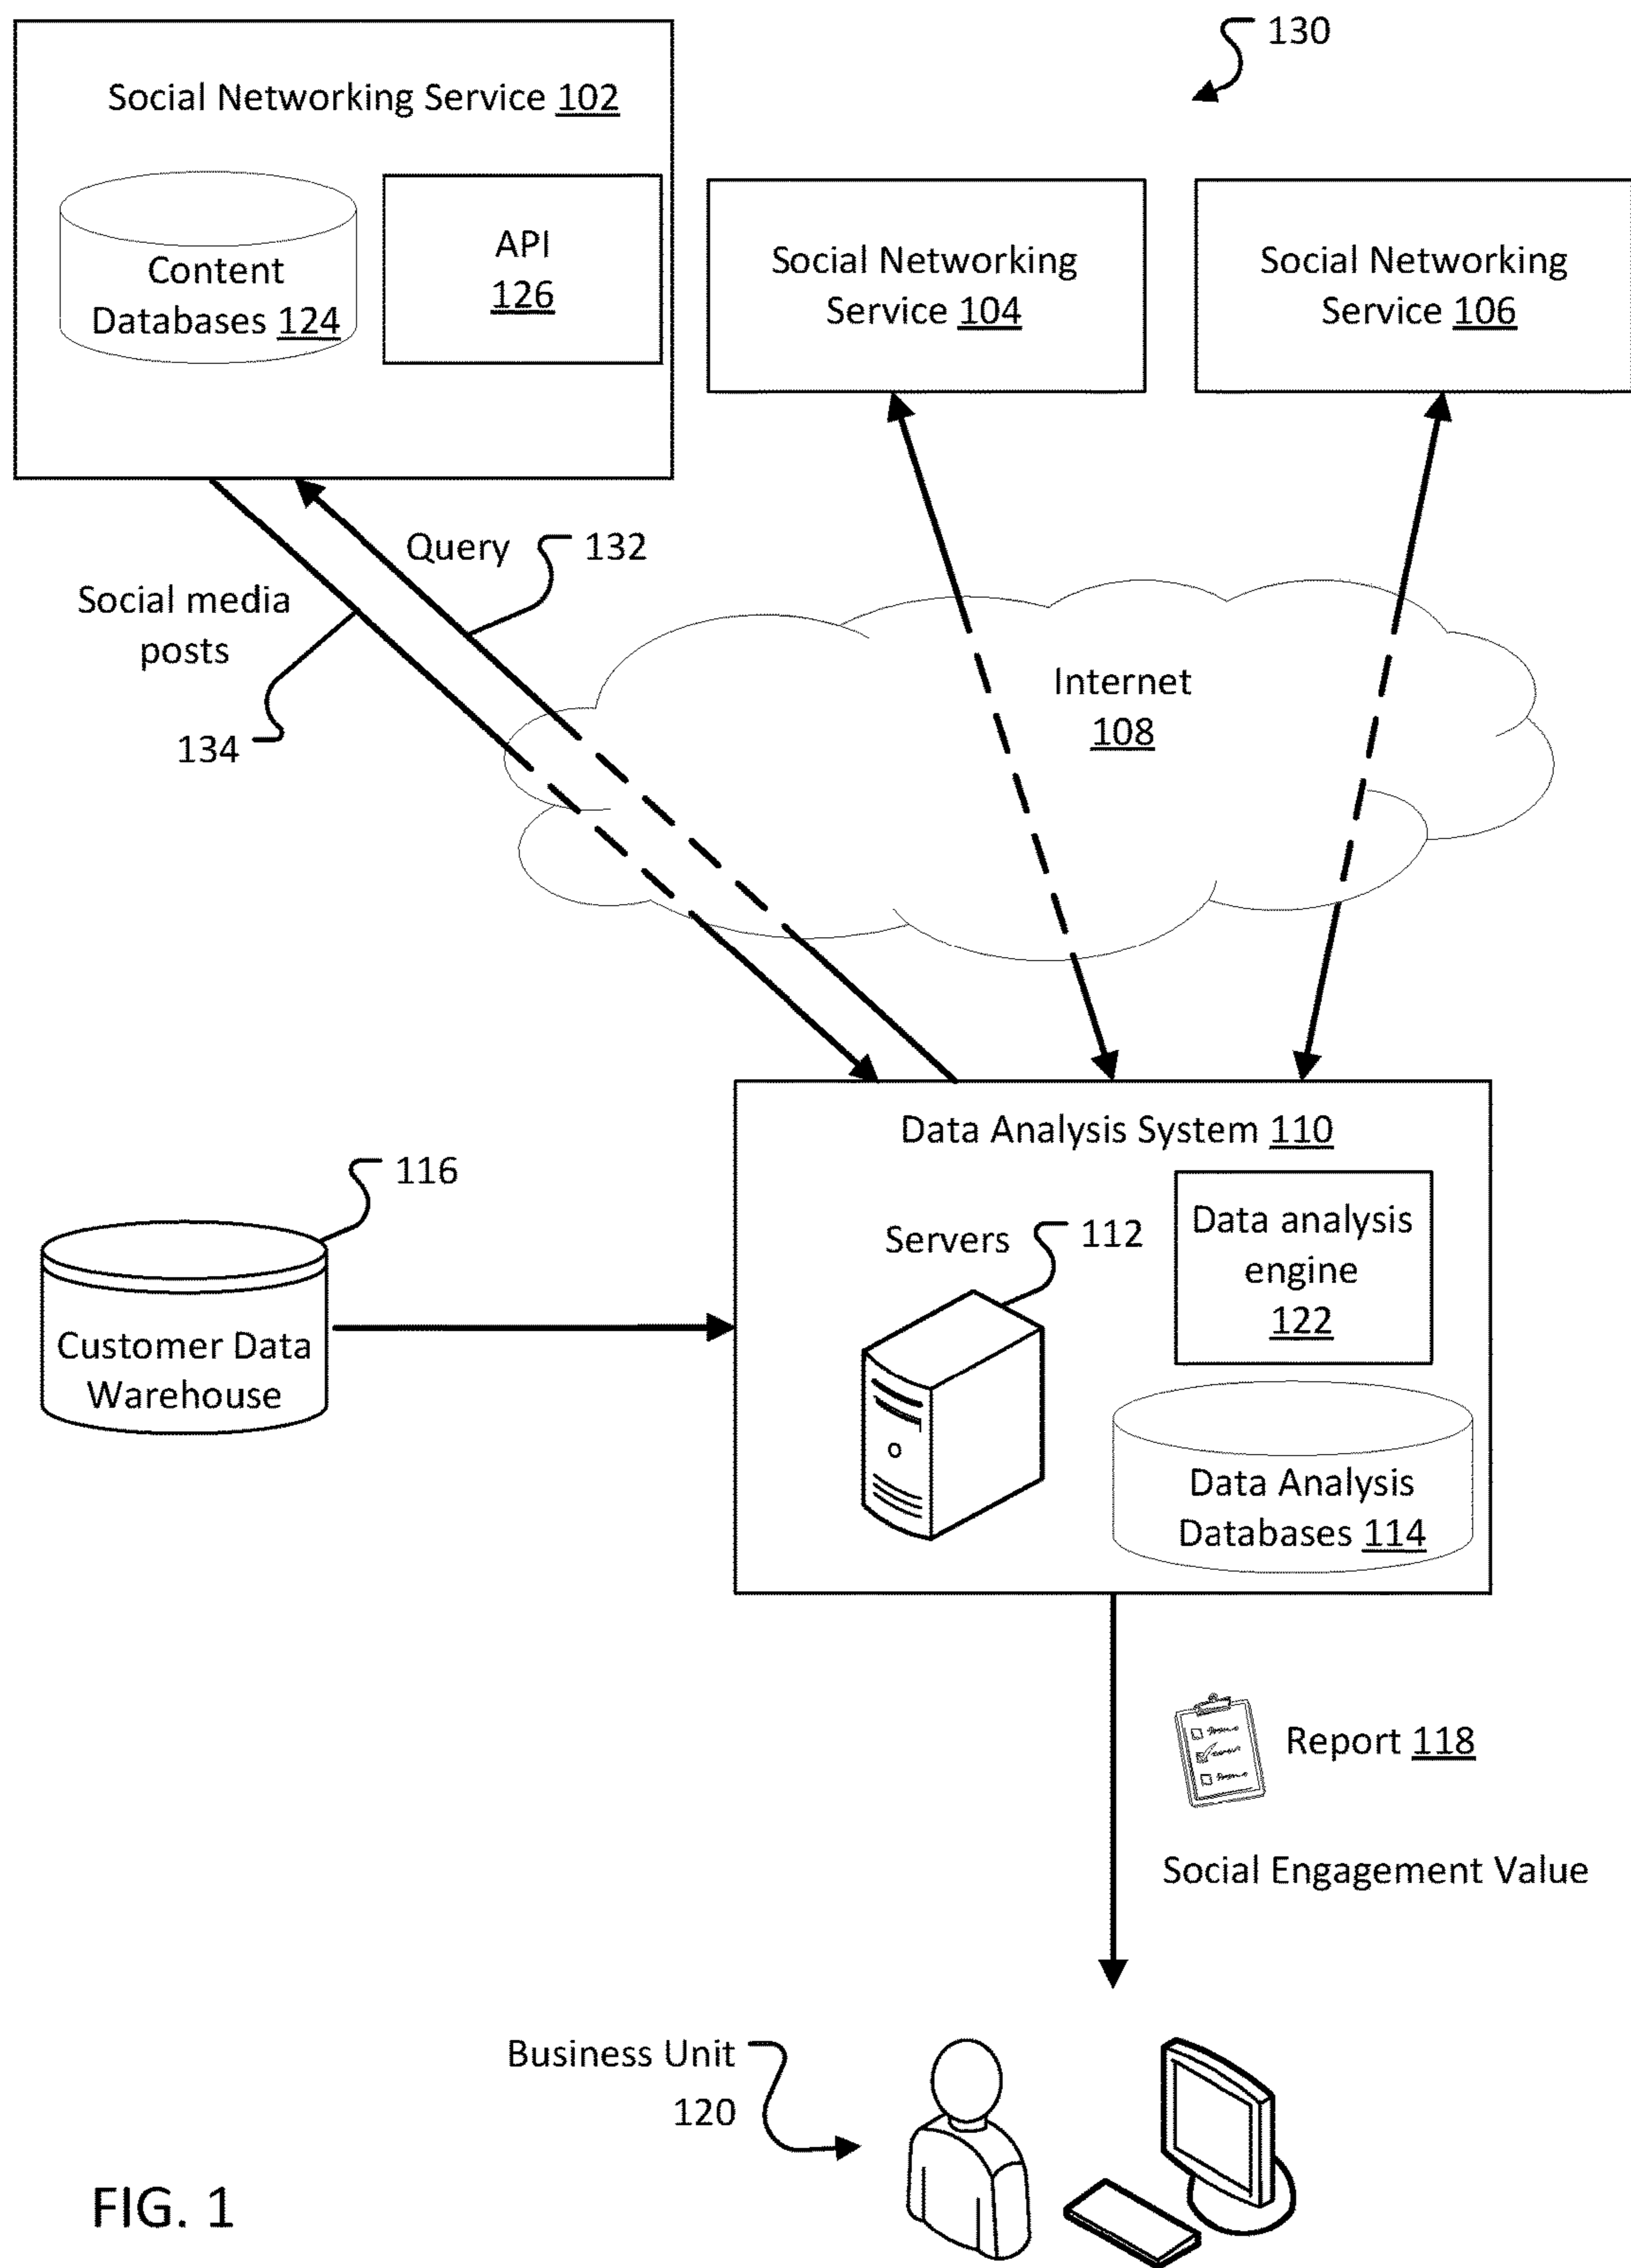 130
Social Networking Service 102
Content
Databases 124
API
126
Social Networking
Service 104
Social Networking
Service 106
Query
132
Social media
posts
134
Internet
108
Data Analysis System 110
116
Customer Data
Warehouse
Servers
112
Data analysis
engine
122
Data Analysis
Databases 114
Report 118
Social Engagement Value
Business Unit
120
FIG. 1